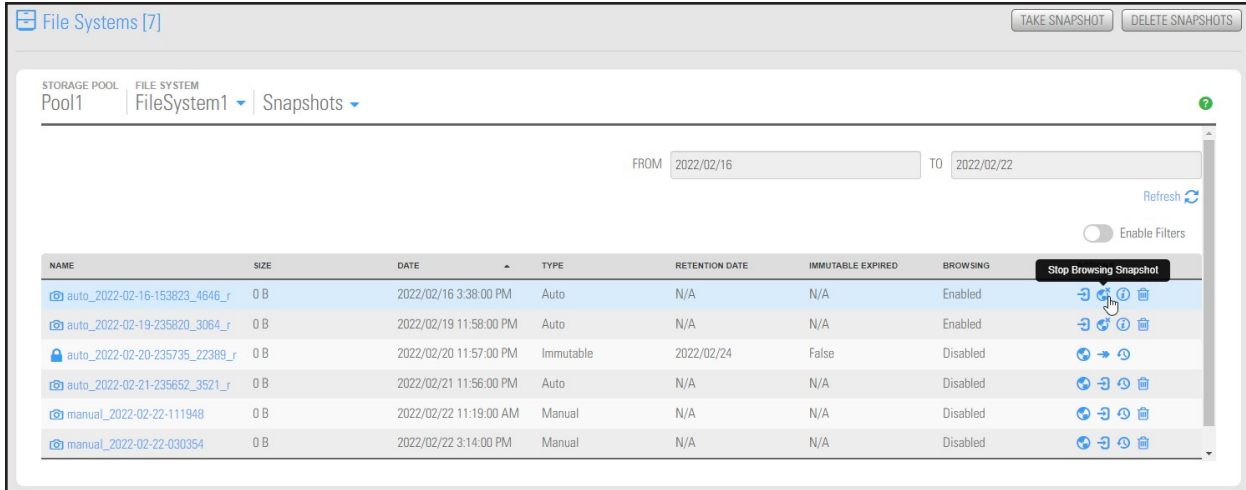 File Systems [7] TAKE SNAPSHOT DELETE SNAPSHOTS
STORAGE POOL FILE SYSTEM
Pool1 FileSystem1 Snapshots
?
FROM 2022/02/16 TO 2022/02/22
Refresh
Enable Filters
NAME SIZE DATE TYPE RETENTION DATE IMMUTABLE EXPIRED BROWSING
Stop Browsing Snapshot
auto_2022-02-16-153823_4646_r 0 B 2022/02/16 3:38:00 PM Auto N/A N/A Enabled
auto_2022-02-19-235820_3064_r 0 B 2022/02/19 11:58:00 PM Auto N/A N/A Enabled
auto_2022-02-20-235735_22389_r 0 B 2022/02/20 11:57:00 PM Immutable 2022/02/24 False Disabled
auto_2022-02-21-235652_3521_r 0 B 2022/02/21 11:56:00 PM Auto N/A N/A Disabled
manual_2022-02-22-111948 0 B 2022/02/22 11:19:00 AM Manual N/A N/A Disabled
manual_2022-02-22-030354 0 B 2022/02/22 3:14:00 PM Manual N/A N/A Disabled